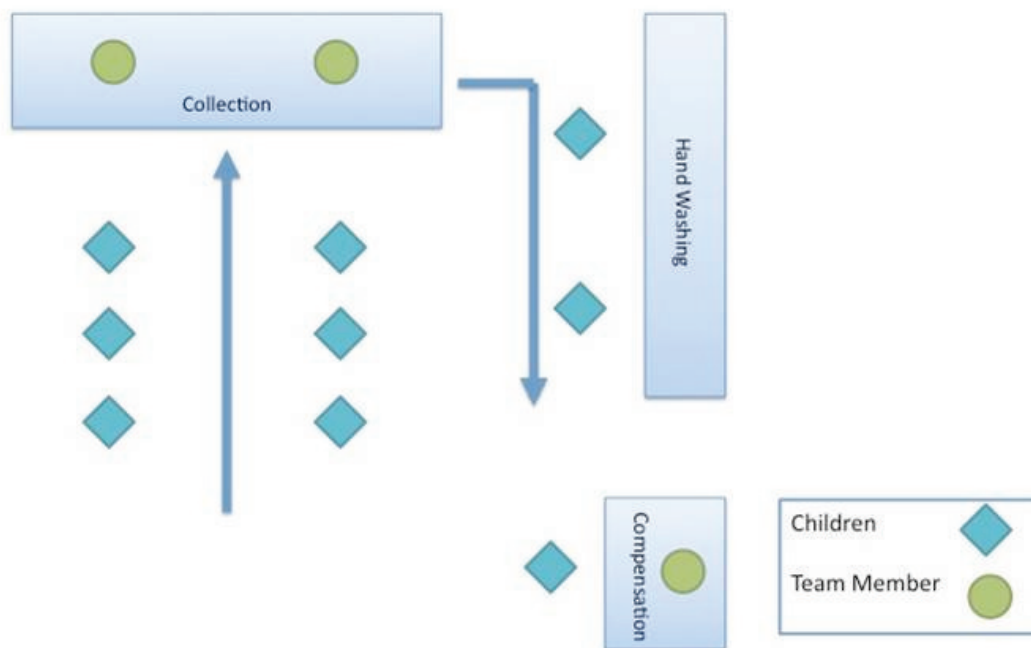 Collection
Hand Washing
Compensation
Children
Team Member